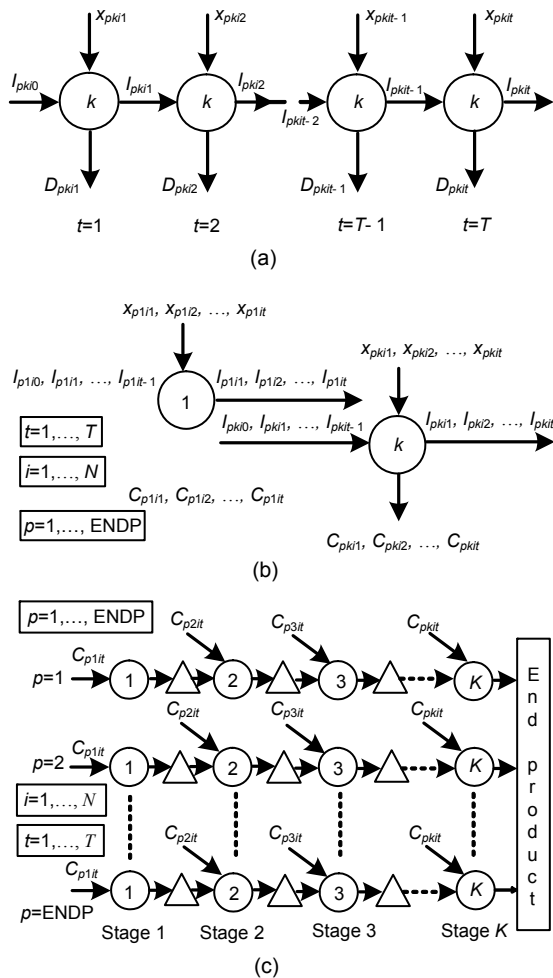 x_pki1 x_pki2 x_pkit-1 x_pkit
I_pki0 k I_pki1 k I_pki2 I_pkit-2 k I_pkit-1 k I_pkit
D_pki1 D_pki2 D_pkit-1 D_pkit
t=1 t=2 t=T-1 t=T
(a)
x_p1i1, x_p1i2, …, x_p1it
x_pki1, x_pki2, …, x_pkit
I_p1i0, I_p1i1, …, I_p1it-1 1 I_p1i1, I_p1i2, …, I_p1it
I_pki0, I_pki1, …, I_pkit-1 k I_pki1, I_pki2, …, I_pkit
t=1,…, T
i=1,…, N
C_p1i1, C_p1i2, …, C_p1it
p=1,…, ENDP
C_pki1, C_pki2, …, C_pkit
(b)
p=1,…, ENDP
C_p2it C_p3it C_pkit
p=1 C_p1it 1 2 3 K
C_p2it C_p3it C_pkit
p=2 C_p1it 1 2 3 K
i=1,…, N
t=1,…, T
C_p2it C_p3it C_pkit
C_p1it 1 2 3 K
p=ENDP
Stage 1 Stage 2 Stage 3 Stage K
End product
(c)